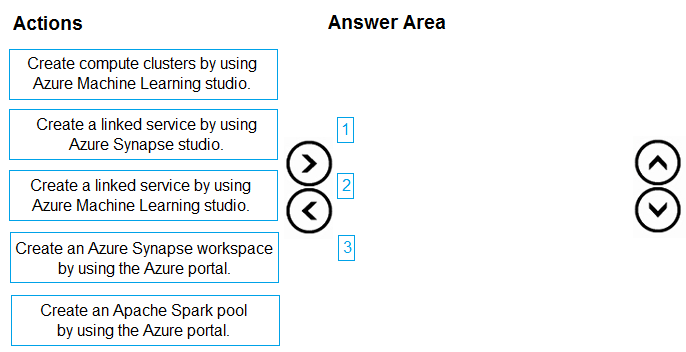 Actions
Answer Area
Create compute clusters by using
Azure Machine Learning studio.
Create a linked service by using
Azure Synapse studio.
Create a linked service by using
Azure Machine Learning studio.
Create an Azure Synapse workspace
by using the Azure portal.
Create an Apache Spark pool
by using the Azure portal.
1
2
3